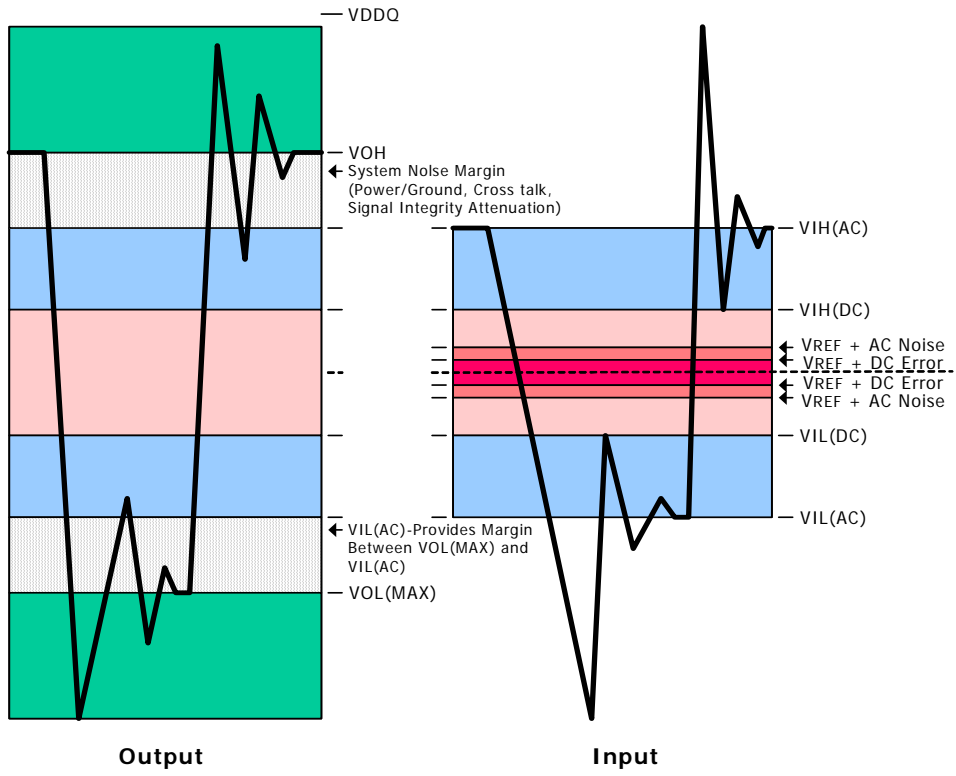 VDDQ
VOH
System Noise Margin
(Power/Ground, Cross talk,
Signal Integrity Attenuation)
VIL(AC)-Provides Margin
Between VOL(MAX) and
VIL(AC)
VOL(MAX)
Output
VIH(AC)
VIH(DC)
VREF + AC Noise
VREF + DC Error
VREF + DC Error
VREF + AC Noise
VIL(DC)
VIL(AC)
Input